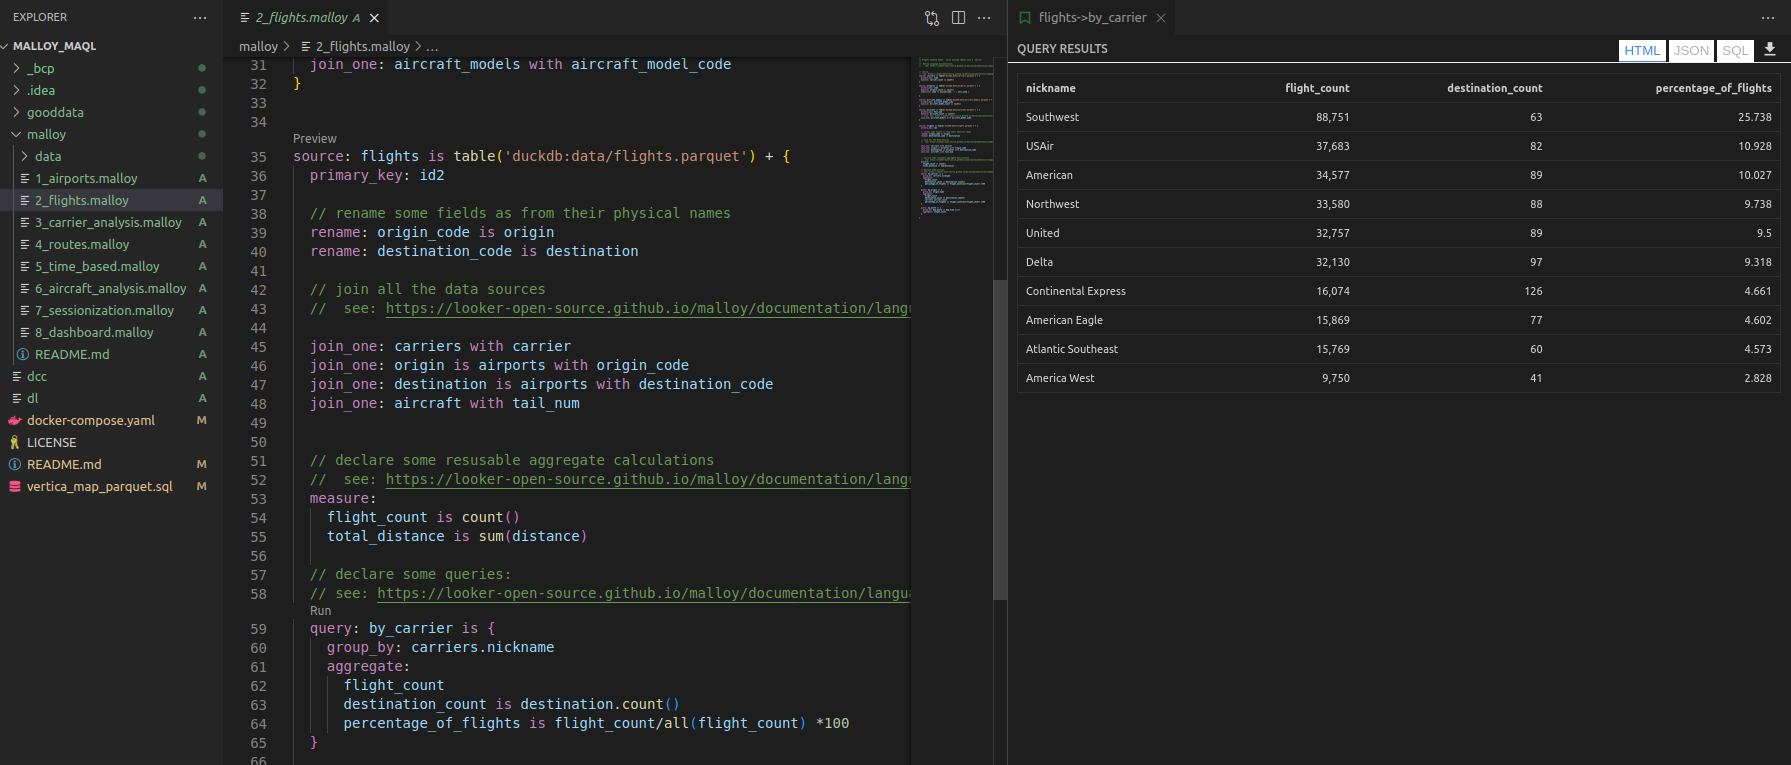 EXPLORER
MALLOY_MAQL
_bcp
.idea
gooddata
malloy
data
1_airports.malloy A
2_flights.malloy A
3_carrier_analysis.malloy A
4_routes.malloy A
5_time_based.malloy A
6_aircraft_analysis.malloy A
7_sessionization.malloy A
8_dashboard.malloy A
README.md A
dcc A
dl A
docker-compose.yaml M
LICENSE
README.md M
vertica_map_parquet.sql M
2_flights.malloy A
malloy > 2_flights.malloy > ...
31 join_one: aircraft_models with aircraft_model_code
32 }
33
34
Preview
35 source: flights is table('duckdb:data/flights.parquet') + {
36 primary_key: id2
37
38 // rename some fields as from their physical names
39 rename: origin_code is origin
40 rename: destination_code is destination
41
42 // join all the data sources
43 //  see: https://looker-open-source.github.io/malloy/documentation/lang
44
45 join_one: carriers with carrier
46 join_one: origin is airports with origin_code
47 join_one: destination is airports with destination_code
48 join_one: aircraft with tail_num
49
50
51 // declare some resusable aggregate calculations
52 //  see: https://looker-open-source.github.io/malloy/documentation/lang
53 measure:
54 flight_count is count()
55 total_distance is sum(distance)
56
57 // declare some queries:
58 // see: https://looker-open-source.github.io/malloy/documentation/langu
Run
59 query: by_carrier is {
60 group_by: carriers.nickname
61 aggregate:
62 flight_count
63 destination_count is destination.count()
64 percentage_of_flights is flight_count/all(flight_count) *100
65 }
66
flights->by_carrier
QUERY RESULTS HTML JSON SQL
nickname flight_count destination_count percentage_of_flights
Southwest 88,751 63 25.738
USAir 37,683 82 10.928
American 34,577 89 10.027
Northwest 33,580 88 9.738
United 32,757 89 9.5
Delta 32,130 97 9.318
Continental Express 16,074 126 4.661
American Eagle 15,869 77 4.602
Atlantic Southeast 15,769 60 4.573
America West 9,750 41 2.828